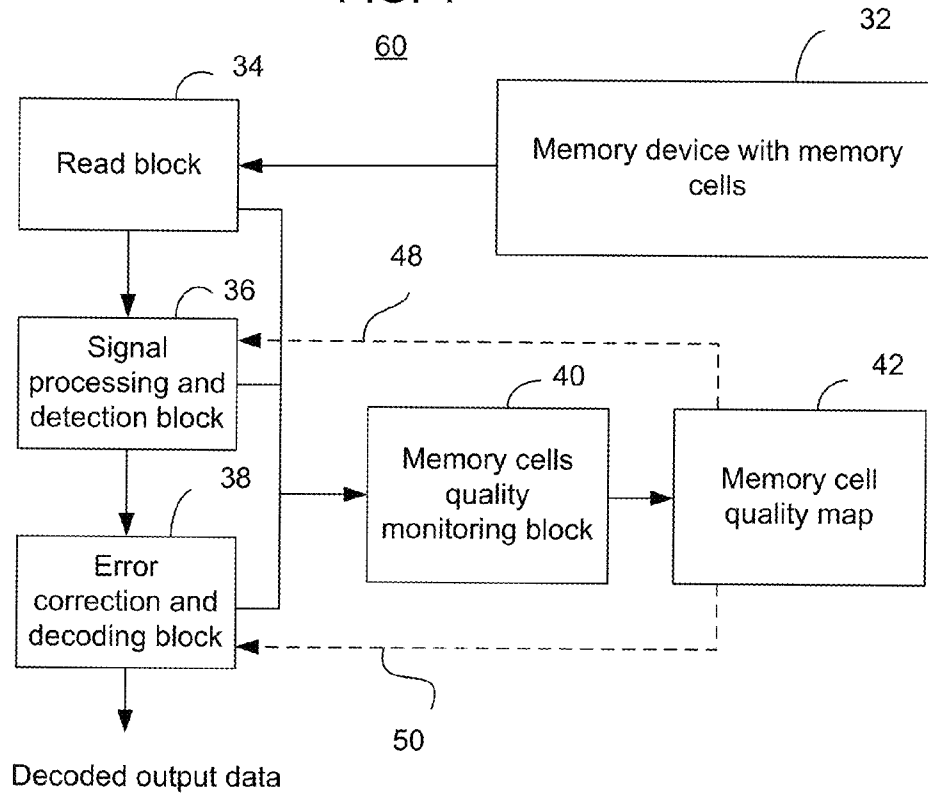 60
32
34
Read block
Memory device with memory
cells
48
36
Signal
processing and
detection block
40
42
Memory cells
quality
monitoring block
Memory cell
quality map
38
Error
correction and
decoding block
50
Decoded output data